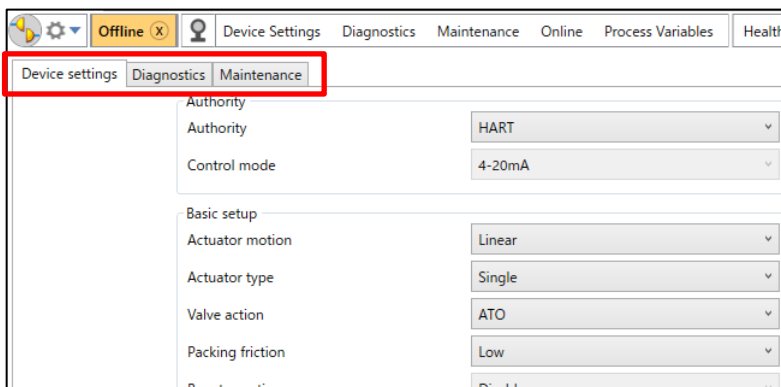 Offline (X) Device Settings Diagnostics Maintenance Online Process Variables
Device settings Diagnostics Maintenance
Authority
Authority HART
Control mode 4-20mA
Basic setup
Actuator motion Linear
Actuator type Single
Valve action ATO
Packing friction Low